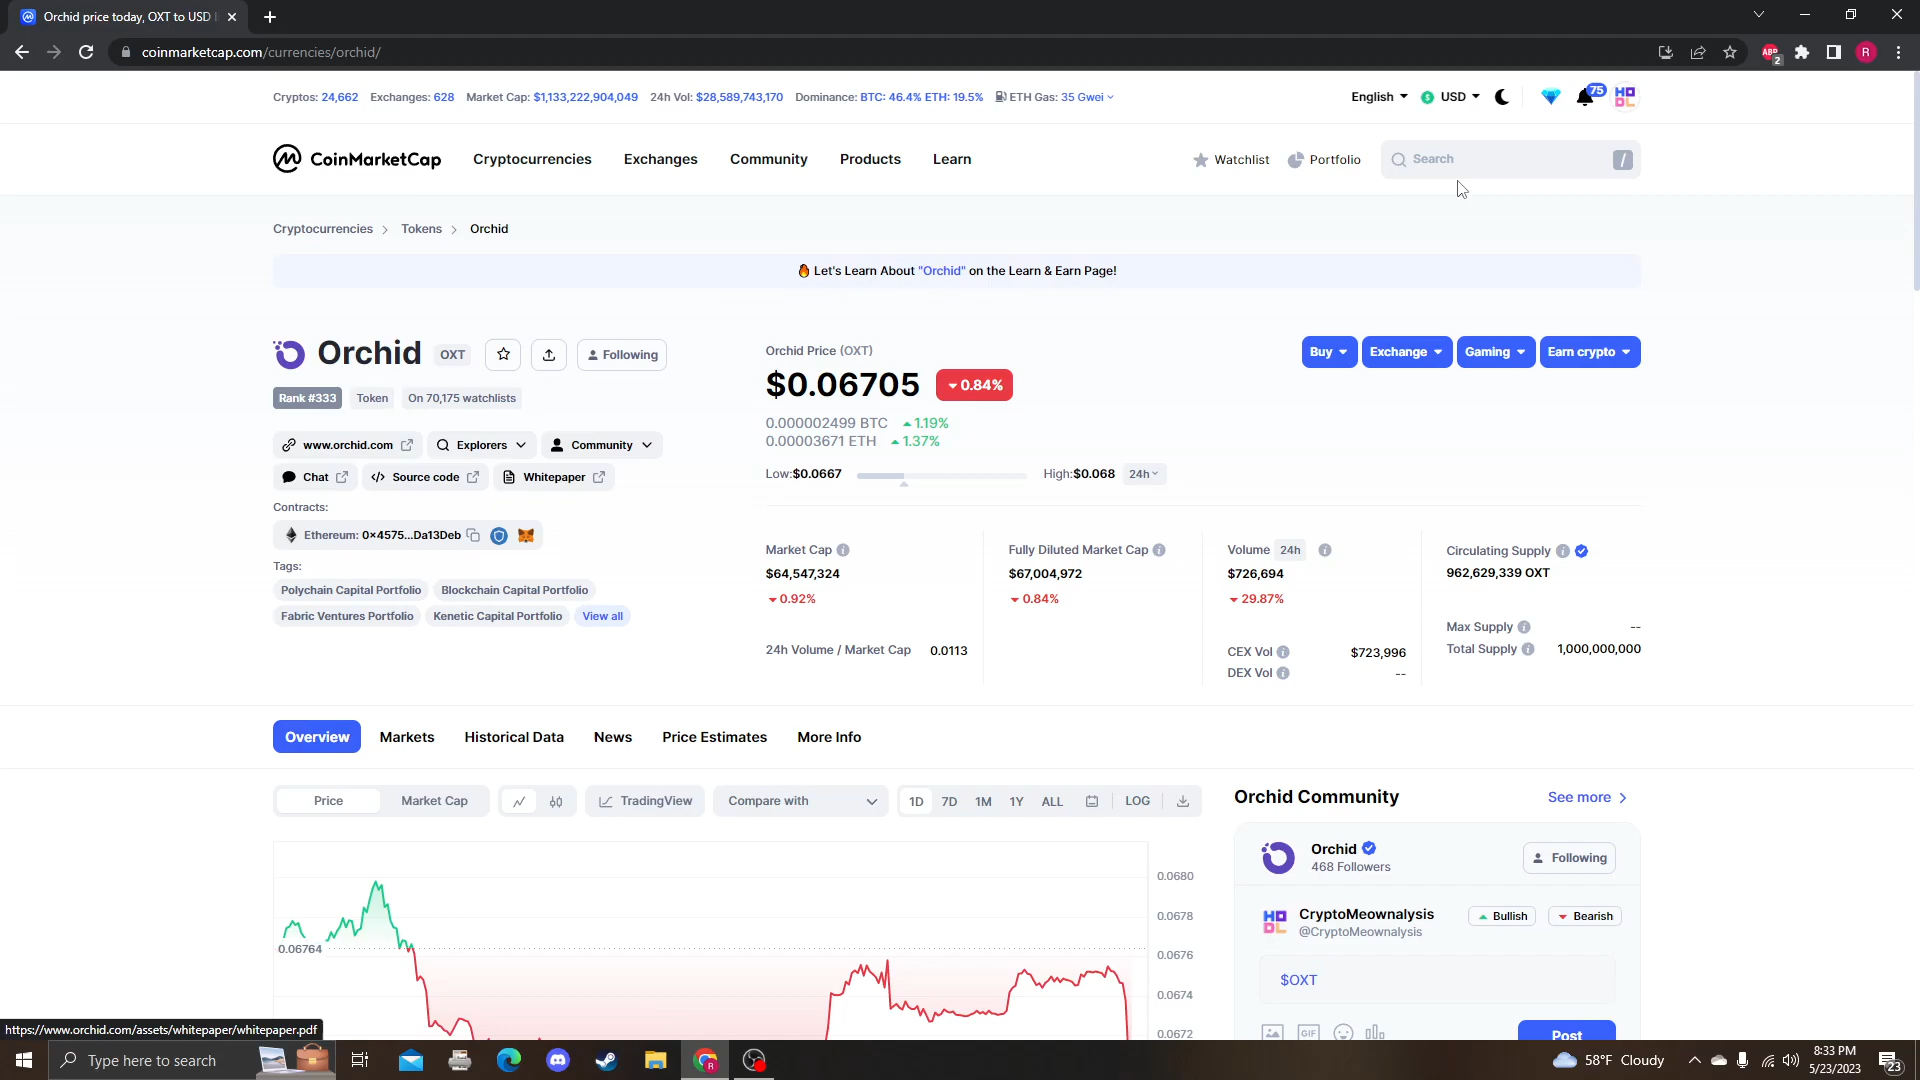 Orchid price today, OXT to USD l
coinmarketcap.com/currencies/orchid/
ABP
2
R
Cryptos: 24,662 Exchanges: 628 Market Cap: $1,133,222,904,049 24h Vol: $28,589,743,170 Dominance: BTC: 46.4% ETH: 19.5% ETH Gas: 35 Gwei
English
USD
75
HODL
CoinMarketCap
Cryptocurrencies
Exchanges
Community
Products
Learn
Watchlist
Portfolio
Search
/
Cryptocurrencies > Tokens > Orchid
Let's Learn About "Orchid" on the Learn & Earn Page!
Orchid OXT
Following
Rank #333
Token
On 70,175 watchlists
www.orchid.com
Explorers
Community
Chat
Source code
Whitepaper
Contracts:
Ethereum: 0x4575...Da13Deb
Tags:
Polychain Capital Portfolio
Blockchain Capital Portfolio
Fabric Ventures Portfolio
Kenetic Capital Portfolio
View all
Orchid Price (OXT)
$0.06705 0.84%
0.000002499 BTC 1.19%
0.00003671 ETH 1.37%
Low:$0.0667
High:$0.068
24h
Buy
Exchange
Gaming
Earn crypto
Market Cap
$64,547,324
0.92%
24h Volume / Market Cap 0.0113
Fully Diluted Market Cap
$67,004,972
0.84%
Volume 24h
$726,694
29.87%
CEX Vol $723,996
DEX Vol --
Circulating Supply
962,629,339 OXT
Max Supply --
Total Supply 1,000,000,000
Overview
Markets
Historical Data
News
Price Estimates
More Info
Price
Market Cap
TradingView
Compare with
1D
7D
1M
1Y
ALL
LOG
0.06764
0.0680
0.0678
0.0676
0.0674
0.0672
Orchid Community
See more
Orchid
468 Followers
Following
HODL
CryptoMeownalysis
@CryptoMeownalysis
Bullish
Bearish
$OXT
GIF
Post
https://www.orchid.com/assets/whitepaper/whitepaper.pdf
Type here to search
R
58°F Cloudy
8:33 PM
5/23/2023
23